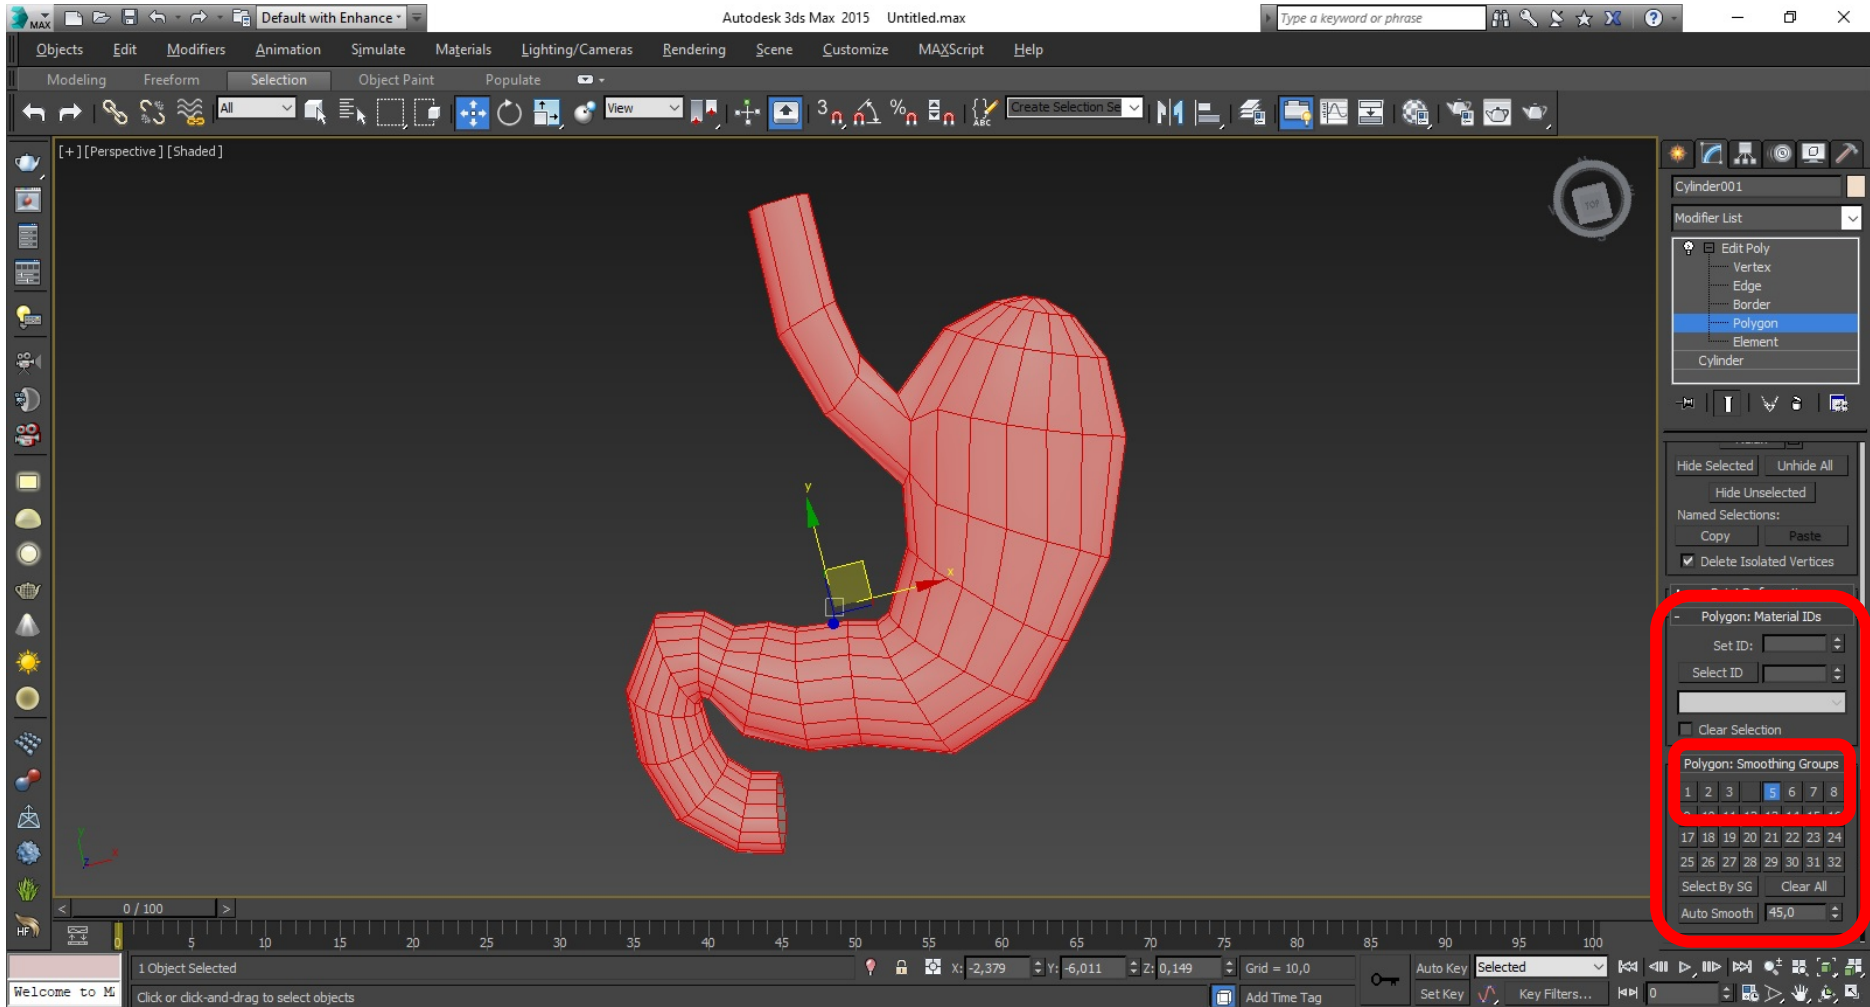 MAX Default with Enhance Autodesk 3ds Max 2015 Untitled.max Type a keyword or phrase ?
Objects Edit Modifiers Animation Simulate Materials Lighting/Cameras Rendering Scene Customize MAXScript Help
Modeling Freeform Selection Object Paint Populate
All View 3 % ABC Create Selection Se
[+] [Perspective ] [Shaded ]
TOP
Cylinder001
Modifier List
Edit Poly
Vertex
Edge
Border
Polygon
Element
Cylinder
Hide Selected Unhide All
Hide Unselected
Named Selections:
Copy Paste
Delete Isolated Vertices
- Polygon: Material IDs
Set ID:
Select ID
Clear Selection
Polygon: Smoothing Groups
1 2 3 5 6 7 8
17 18 19 20 21 22 23 24
25 26 27 28 29 30 31 32
Select By SG Clear All
Auto Smooth 45,0
y
x
y
z x
HF
< 0 / 100 >
0 5 10 15 20 25 30 35 40 45 50 55 60 65 70 75 80 85 90 95 100
1 Object Selected X: -2,379 Y: -6,011 Z: 0,149 Grid = 10,0 Auto Key Selected
Welcome to M Click or click-and-drag to select objects Add Time Tag Set Key Key Filters... 0